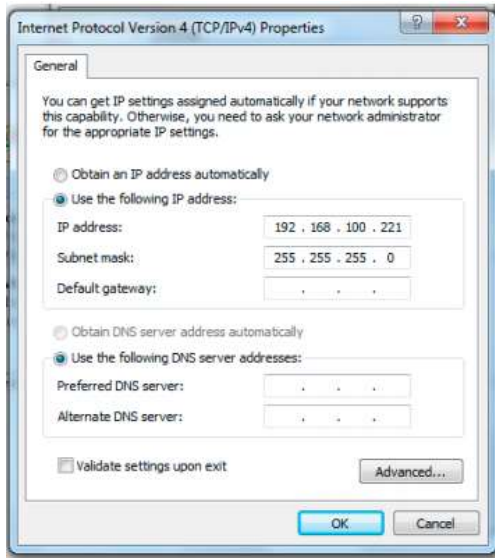 Internet Protocol Version 4 (TCP/IPv4) Properties
General
You can get IP settings assigned automatically if your network supports
this capability. Otherwise, you need to ask your network administrator
for the appropriate IP settings.
Obtain an IP address automatically
Use the following IP address:
IP address: 192 . 168 . 100 . 221
Subnet mask: 255 . 255 . 255 . 0
Default gateway: . . .
Obtain DNS server address automatically
Use the following DNS server addresses:
Preferred DNS server: . . .
Alternate DNS server: . . .
Validate settings upon exit
Advanced...
OK Cancel